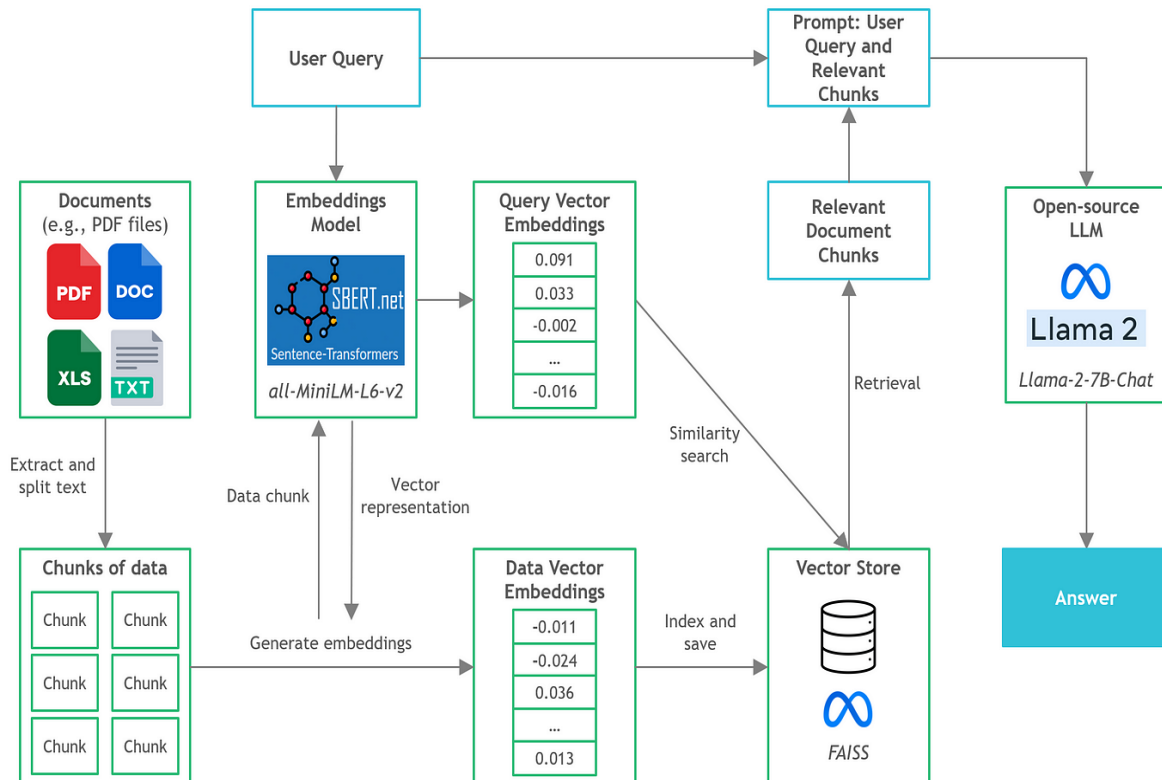 User Query
Prompt: User
Query and
Relevant
Chunks
Documents
(e.g., PDF files)
PDF
DOC
XLS
TXT
Embeddings
Model
SBERT.net
Sentence-Transformers
all-MiniLM-L6-v2
Query Vector
Embeddings
0.091
0.033
-0.002
...
-0.016
Relevant
Document
Chunks
Open-source
LLM
Llama 2
Llama-2-7B-Chat
Extract and
split text
Data chunk
Vector
representation
Similarity
search
Retrieval
Chunks of data
Chunk
Chunk
Chunk
Chunk
Chunk
Chunk
Generate embeddings
Data Vector
Embeddings
-0.011
-0.024
0.036
...
0.013
Index and
save
Vector Store
FAISS
Answer